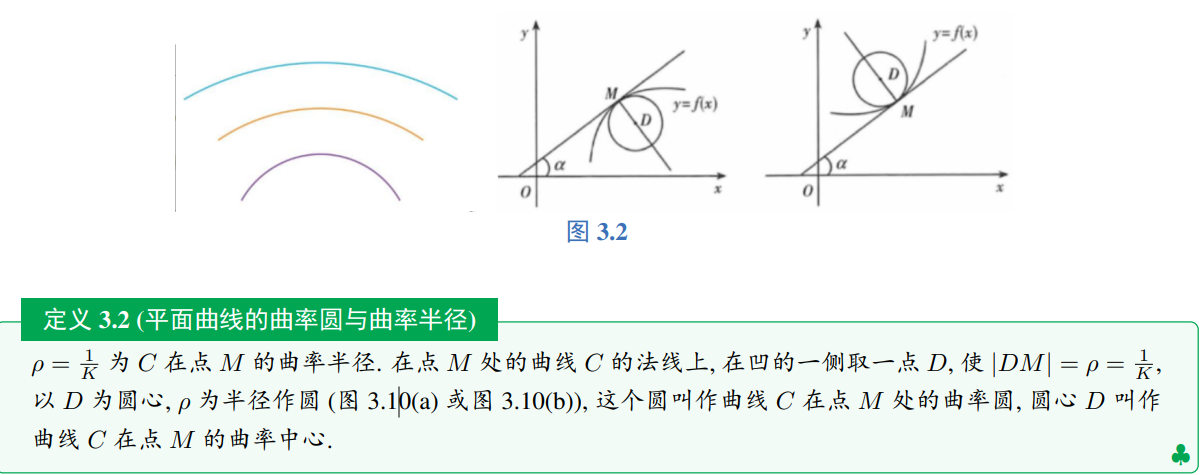 y
M
y=f(x)
D
α
O
x
y
y=f(x)
D
M
α
O
x
图 3.2
定义 3.2 (平面曲线的曲率圆与曲率半径)
ρ = 1/K 为 C 在点 M 的曲率半径. 在点 M 处的曲线 C 的法线上, 在凹的一侧取一点 D, 使 |DM| = ρ = 1/K,
以 D 为圆心, ρ 为半径作圆 (图 3.10(a) 或图 3.10(b)), 这个圆叫作曲线 C 在点 M 处的曲率圆, 圆心 D 叫作
曲线 C 在点 M 的曲率中心.